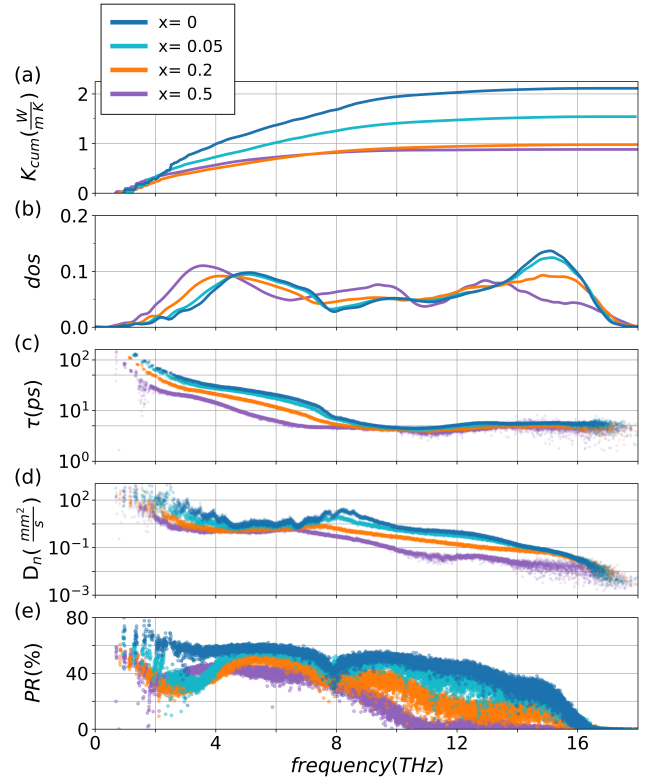 x= 0
x= 0.05
x= 0.2
x= 0.5
(a)
K_cum(W/m K)
2
1
0
(b)
dos
0.2
0.1
0.0
(c)
τ(ps)
10^2
10^1
10^0
(d)
D_n(mm^2/s)
10^2
10^-1
10^-3
(e)
PR(%)
80
40
0
0 4 8 12 16
frequency(THz)